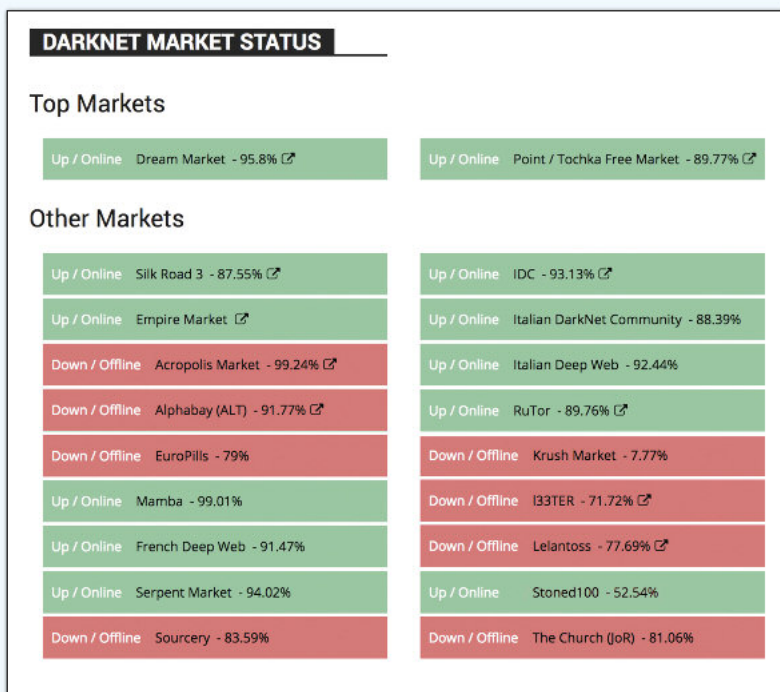 DARKNET MARKET STATUS
Top Markets
Up / Online Dream Market - 95.8%
Up / Online Point / Tochka Free Market - 89.77%
Other Markets
Up / Online Silk Road 3 - 87.55%
Up / Online IDC - 93.13%
Up / Online Empire Market
Up / Online Italian DarkNet Community - 88.39%
Down / Offline Acropolis Market - 99.24%
Up / Online Italian Deep Web - 92.44%
Down / Offline Alphabay (ALT) - 91.77%
Up / Online RuTor - 89.76%
Down / Offline EuroPills - 79%
Down / Offline Krush Market - 7.77%
Up / Online Mamba - 99.01%
Down / Offline l33TER - 71.72%
Up / Online French Deep Web - 91.47%
Down / Offline Lelantoss - 77.69%
Up / Online Serpent Market - 94.02%
Up / Online Stoned100 - 52.54%
Down / Offline Sourcery - 83.59%
Down / Offline The Church (JoR) - 81.06%